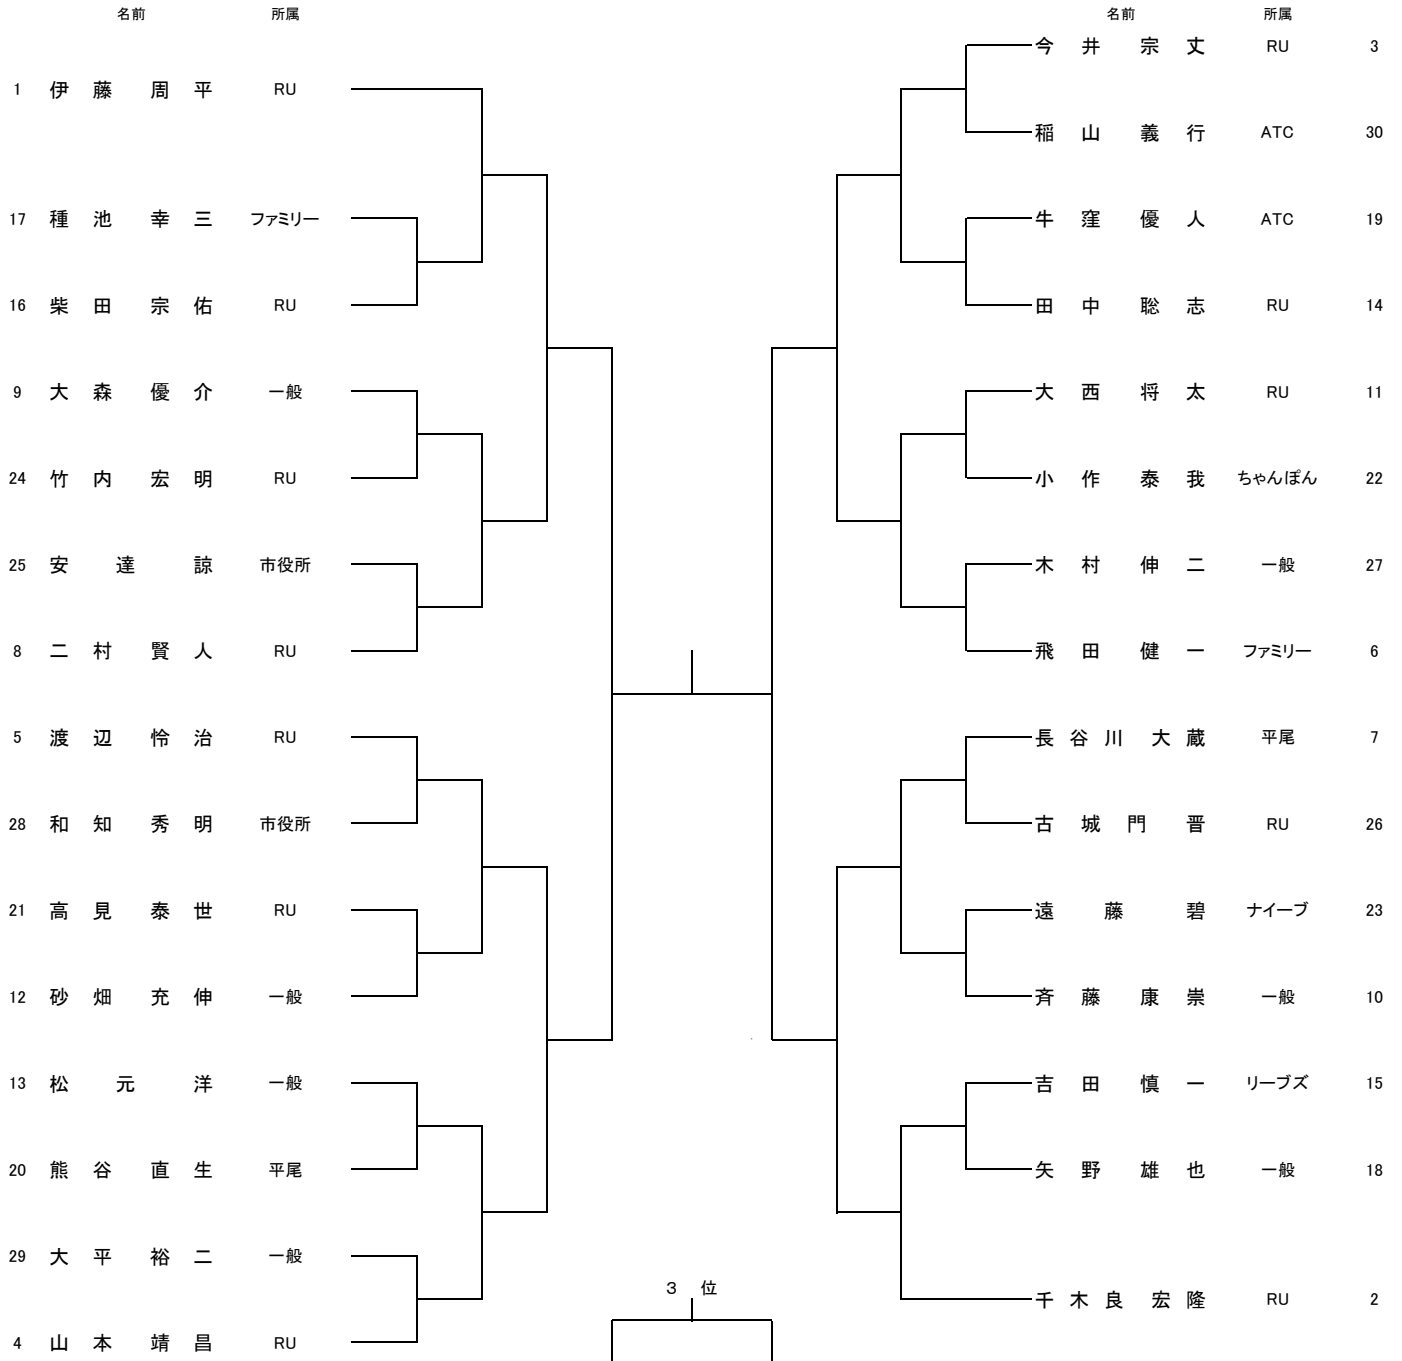 名前 所属
1 伊藤 周平 RU
17 種池 幸三 ファミリー
16 柴田 宗佑 RU
9 大森 優介 一般
24 竹内 宏明 RU
25 安達 諒 市役所
8 二村 賢人 RU
5 渡辺 怜治 RU
28 和知 秀明 市役所
21 高見 泰世 RU
12 砂畑 充伸 一般
13 松元 洋 一般
20 熊谷 直生 平尾
29 大平 裕二 一般
4 山本 靖昌 RU
3 位
名前 所属
今井 宗丈 RU 3
稲山 義行 ATC 30
牛窪 優人 ATC 19
田中 聡志 RU 14
大西 将太 RU 11
小作 泰我 ちゃんぽん 22
木村 伸二 一般 27
飛田 健一 ファミリー 6
長谷川 大蔵 平尾 7
古城門 晋 RU 26
遠藤 碧 ナイーブ 23
斉藤 康崇 一般 10
吉田 慎一 リーブズ 15
矢野 雄也 一般 18
千木良 宏隆 RU 2